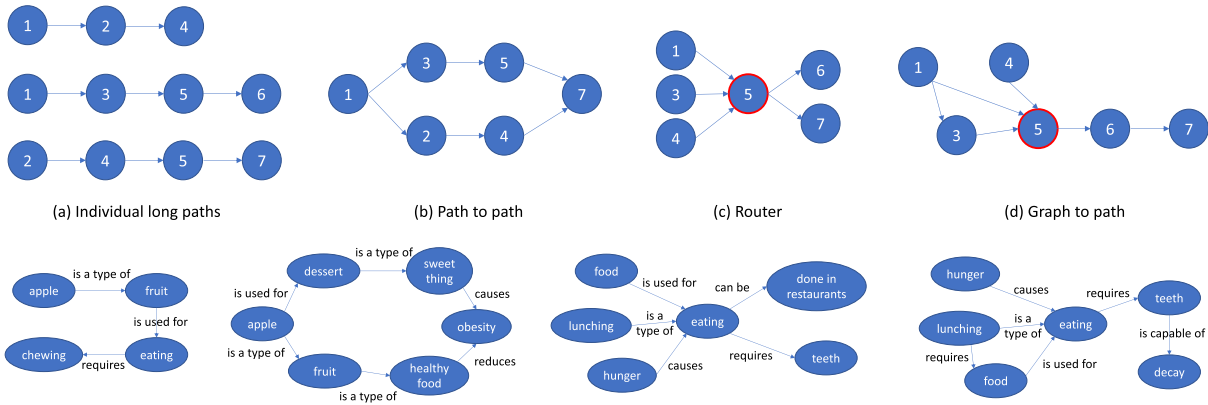 1 2 4
1 3 5 6
2 4 5 7
(a) Individual long paths
1 3 5 2 4 7
(b) Path to path
1 3 4 5 6 7
(c) Router
1 4 3 5 6 7
(d) Graph to path
apple
is a type of
fruit
is used for
eating
requires
chewing
apple
is used for
dessert
is a type of
sweet
thing
causes
obesity
is a type of
fruit
is a type of
healthy
food
reduces
food
is used for
lunching
is a
type of
hunger
causes
eating
can be
done in
restaurants
requires
teeth
hunger
causes
lunching
is a
type of
requires
food
is used for
eating
requires
teeth
is capable of
decay